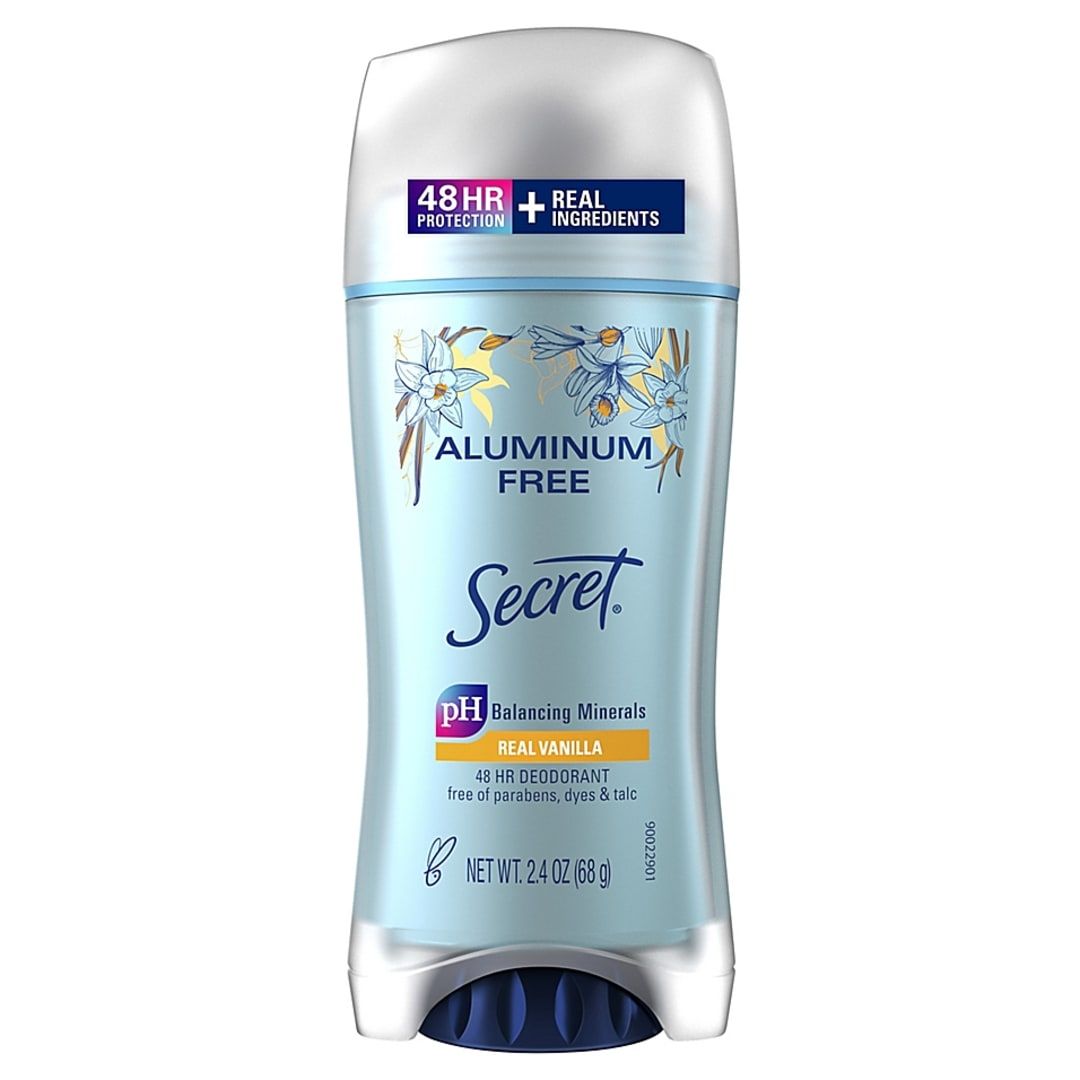 48 HR
PROTECTION
+ REAL
INGREDIENTS
ALUMINUM
FREE
Secret®
pH Balancing Minerals
REAL VANILLA
48 HR DEODORANT
free of parabens, dyes & talc
NET WT. 2.4 OZ (68 g)
90022901